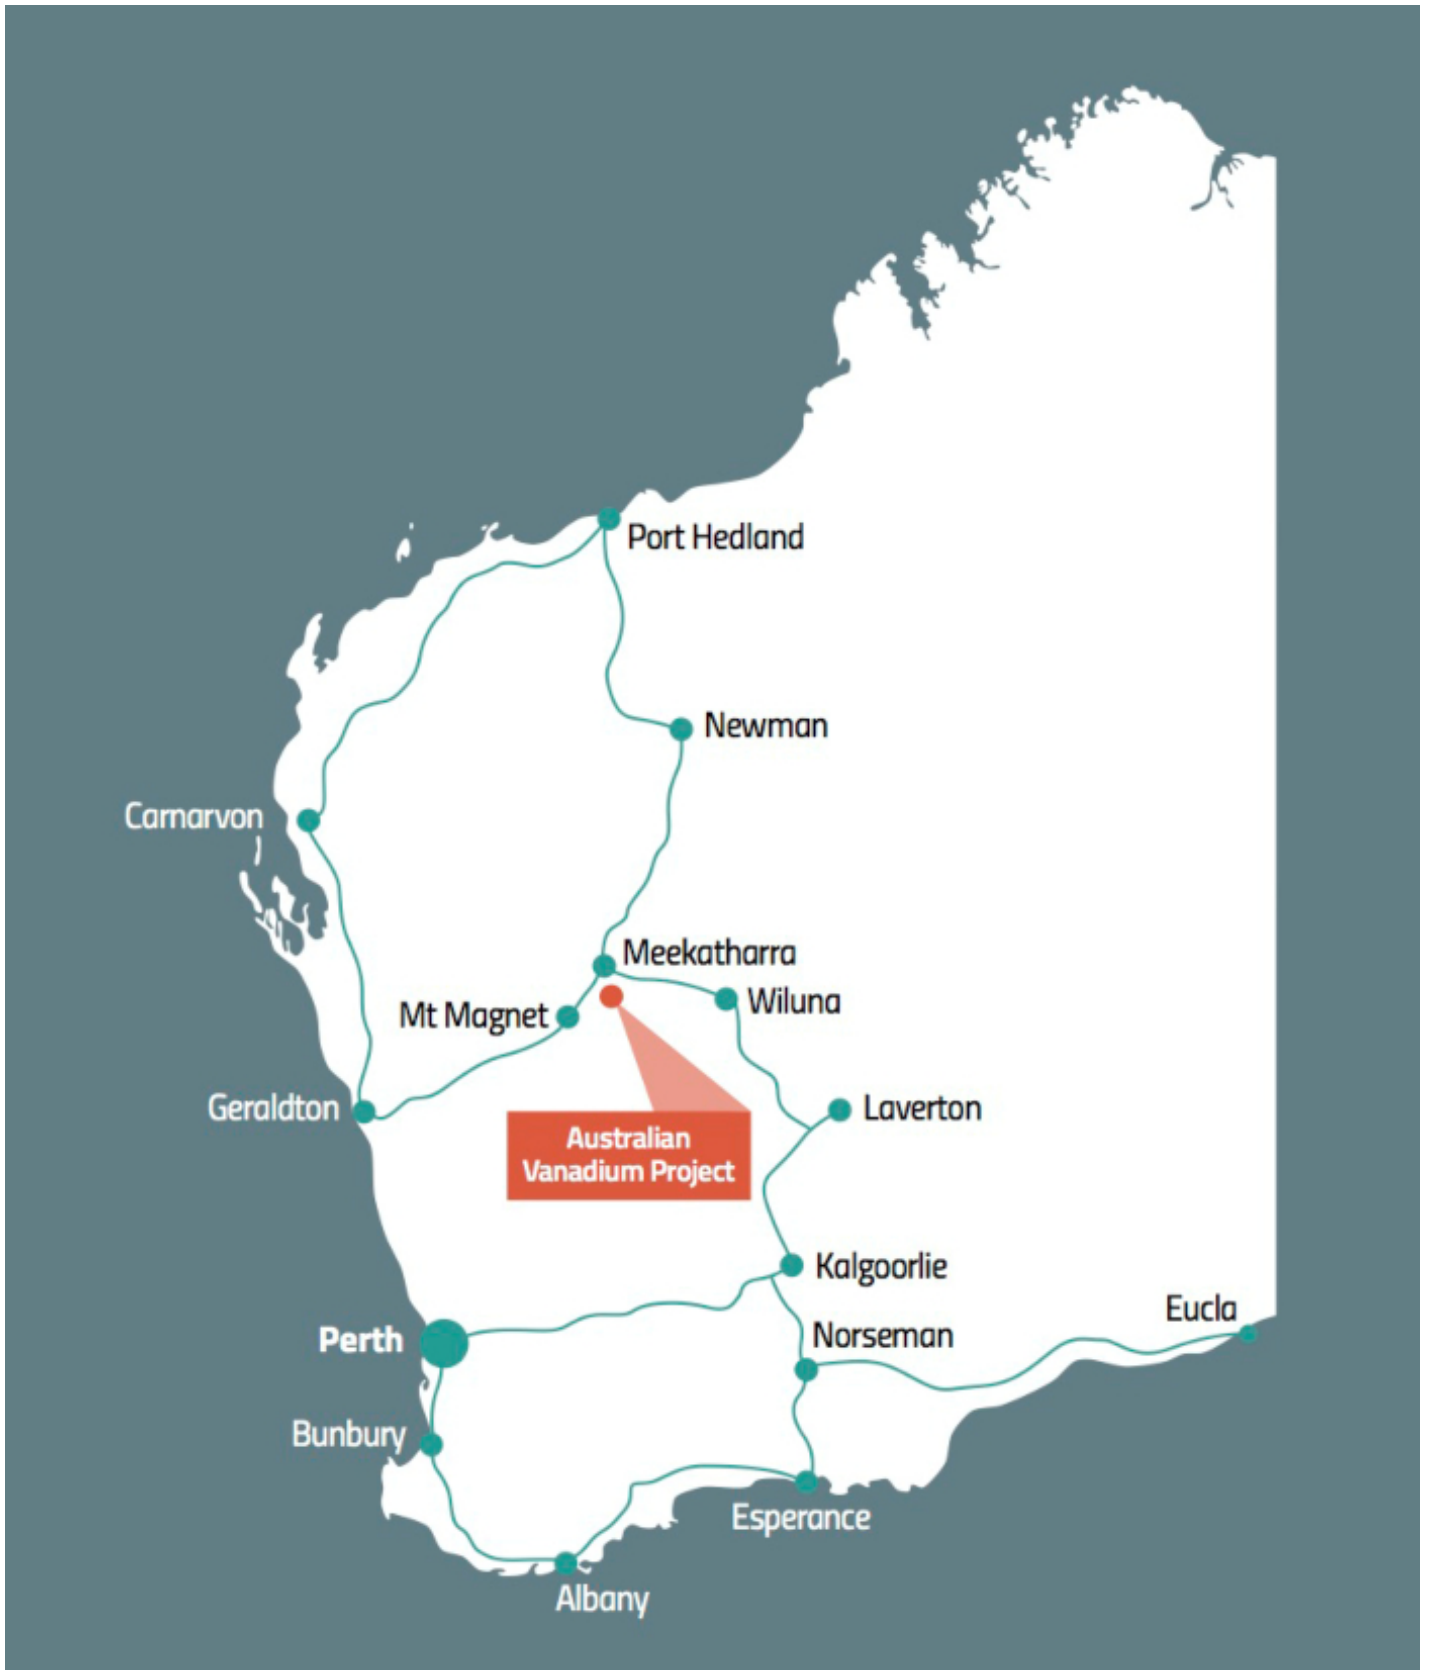 Port Hedland
Newman
Carnarvon
Meekatharra
Wiluna
Mt Magnet
Geraldton
Laverton
Australian
Vanadium Project
Kalgoorlie
Eucla
Norseman
Perth
Bunbury
Esperance
Albany